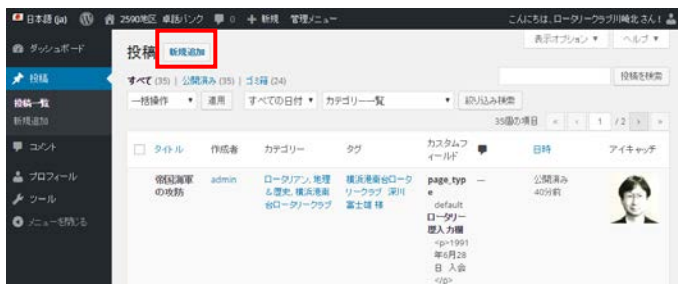 日本語 (ja) 2590地区 卓話バンク 0 + 新規 管理メニュー こんにちは、ロータリークラブ川崎北 さん!
表示オプション ▼ ヘルプ ▼
ダッシュボード
投稿 新規追加
投稿
すべて (35) | 公開済み (35) | ゴミ箱 (24)
投稿を検索
投稿一覧
一括操作 ▼ 適用 すべての日付 ▼ カテゴリー一覧 ▼ 絞り込み検索
新規追加
35個の項目 « ‹ 1 / 2 › »
コメント
タイトル 作成者 カテゴリー タグ カスタムフィールド 日時 アイキャッチ
プロフィール
ツール
メニューを閉じる
帝国海軍の攻防
admin
ロータリアン, 地理
&歴史, 横浜港南
台ロータリークラブ
横浜港南台ロータ
リークラブ 深川
富士雄 様
page_typ
e
default
ロータリー
歴入力欄
<p>1991
年6月28
日 入会
</p>
—
公開済み
40分前